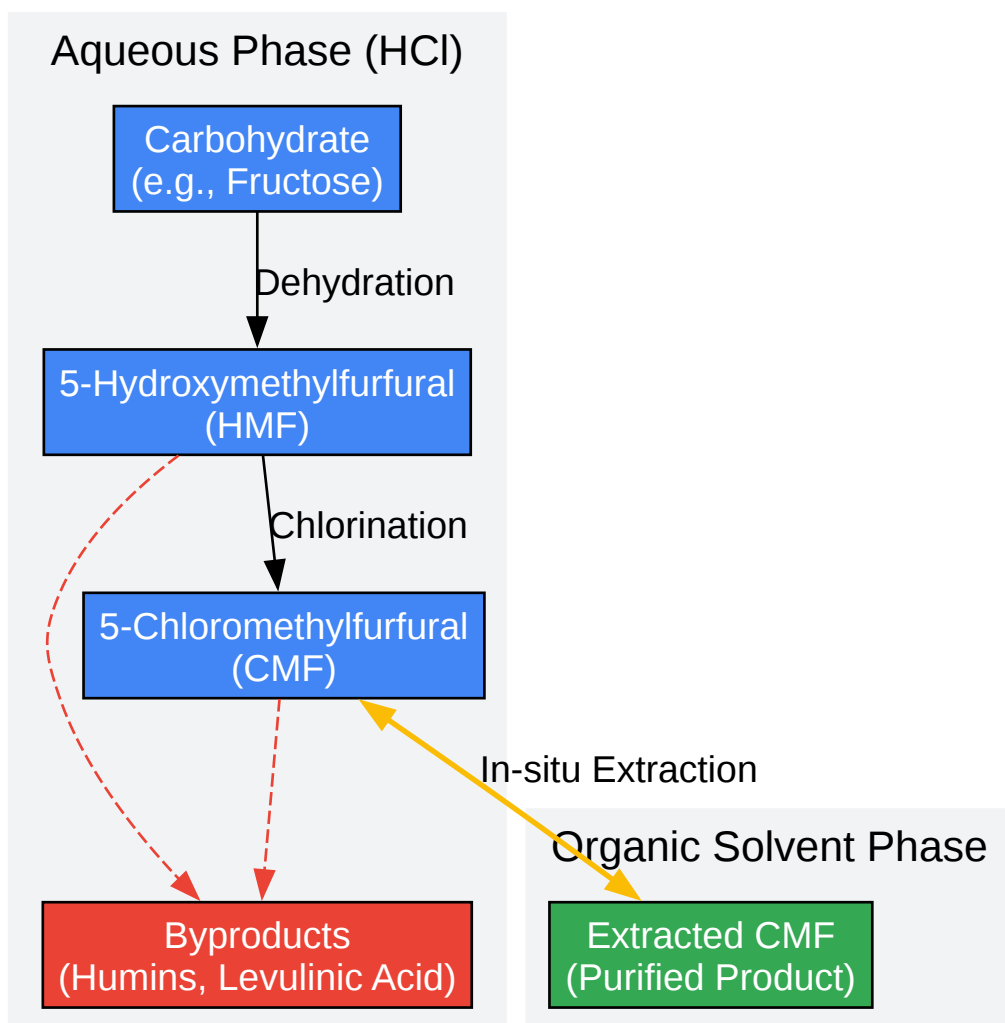 Aqueous Phase (HCl)
Carbohydrate
(e.g., Fructose)
Dehydration
5-Hydroxymethylfurfural
(HMF)
Chlorination
5-Chloromethylfurfural
(CMF)
In-situ Extraction
Organic Solvent Phase
Byproducts
(Humins, Levulinic Acid)
Extracted CMF
(Purified Product)